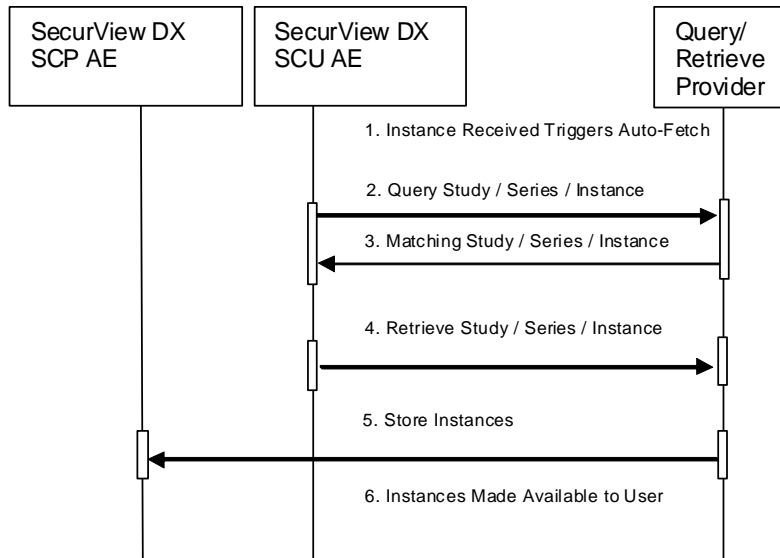 SecurView DX
SCP AE
SecurView DX
SCU AE
Query/
Retrieve
Provider
1. Instance Received Triggers Auto-Fetch
2. Query Study / Series / Instance
3. Matching Study / Series / Instance
4. Retrieve Study / Series / Instance
5. Store Instances
6. Instances Made Available to User